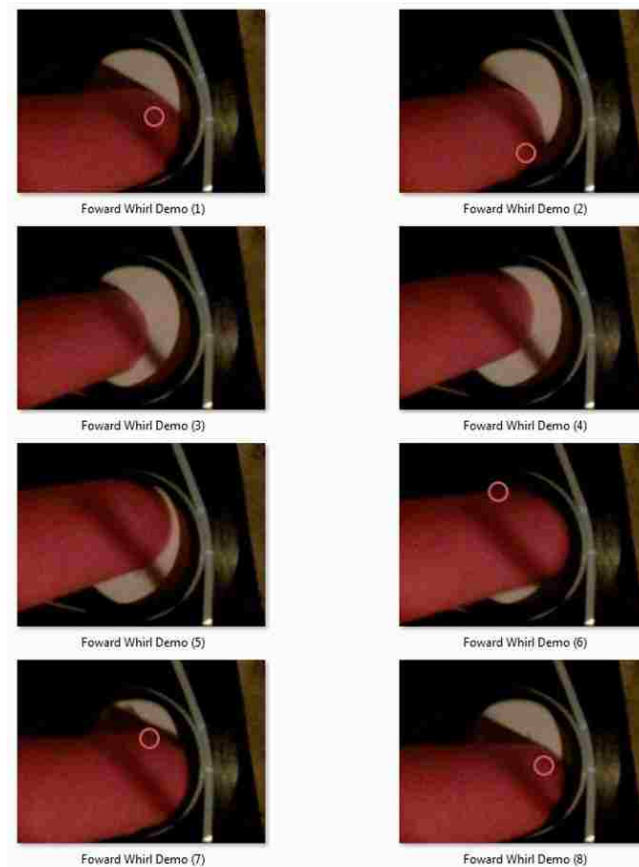 Foward Whirl Demo (1)
Foward Whirl Demo (2)
Foward Whirl Demo (3)
Foward Whirl Demo (4)
Foward Whirl Demo (5)
Foward Whirl Demo (6)
Foward Whirl Demo (7)
Foward Whirl Demo (8)